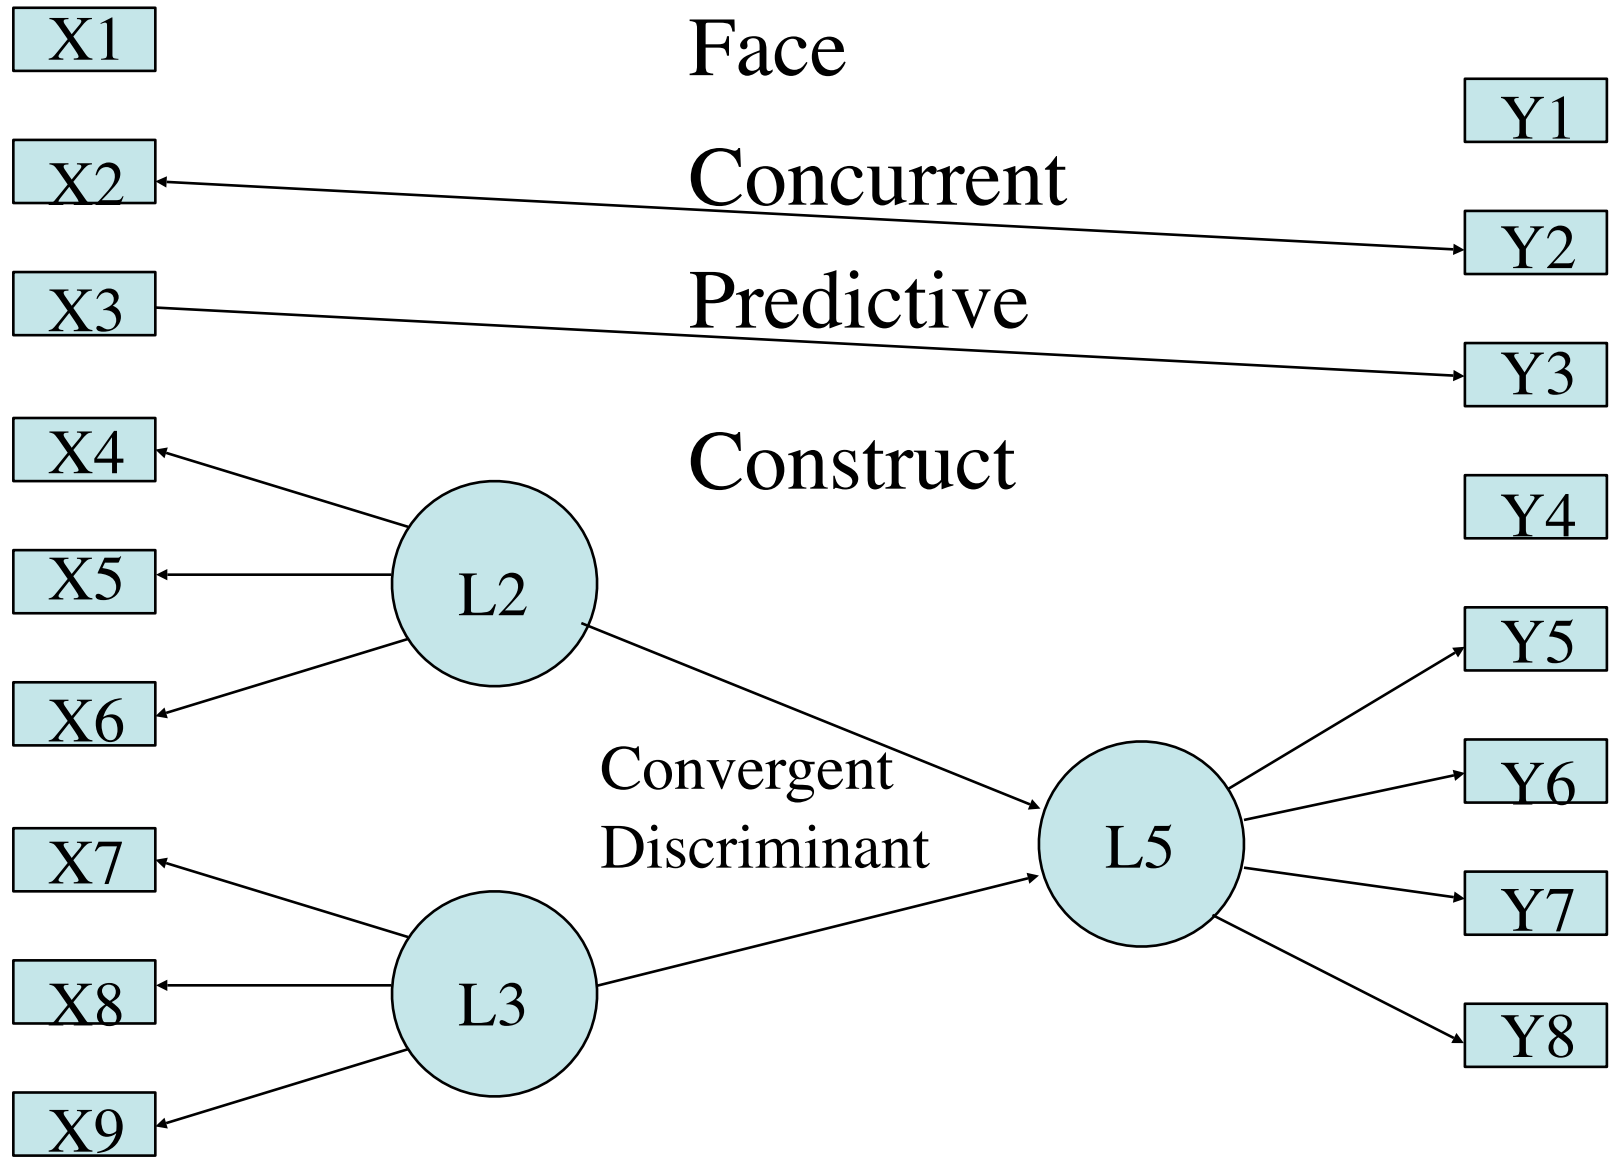 X1
Face
Y1
X2
Concurrent
Y2
X3
Predictive
Y3
X4
Construct
Y4
X5
L2
Y5
X6
Convergent
Y6
Discriminant
L5
X7
Y7
X8
L3
Y8
X9